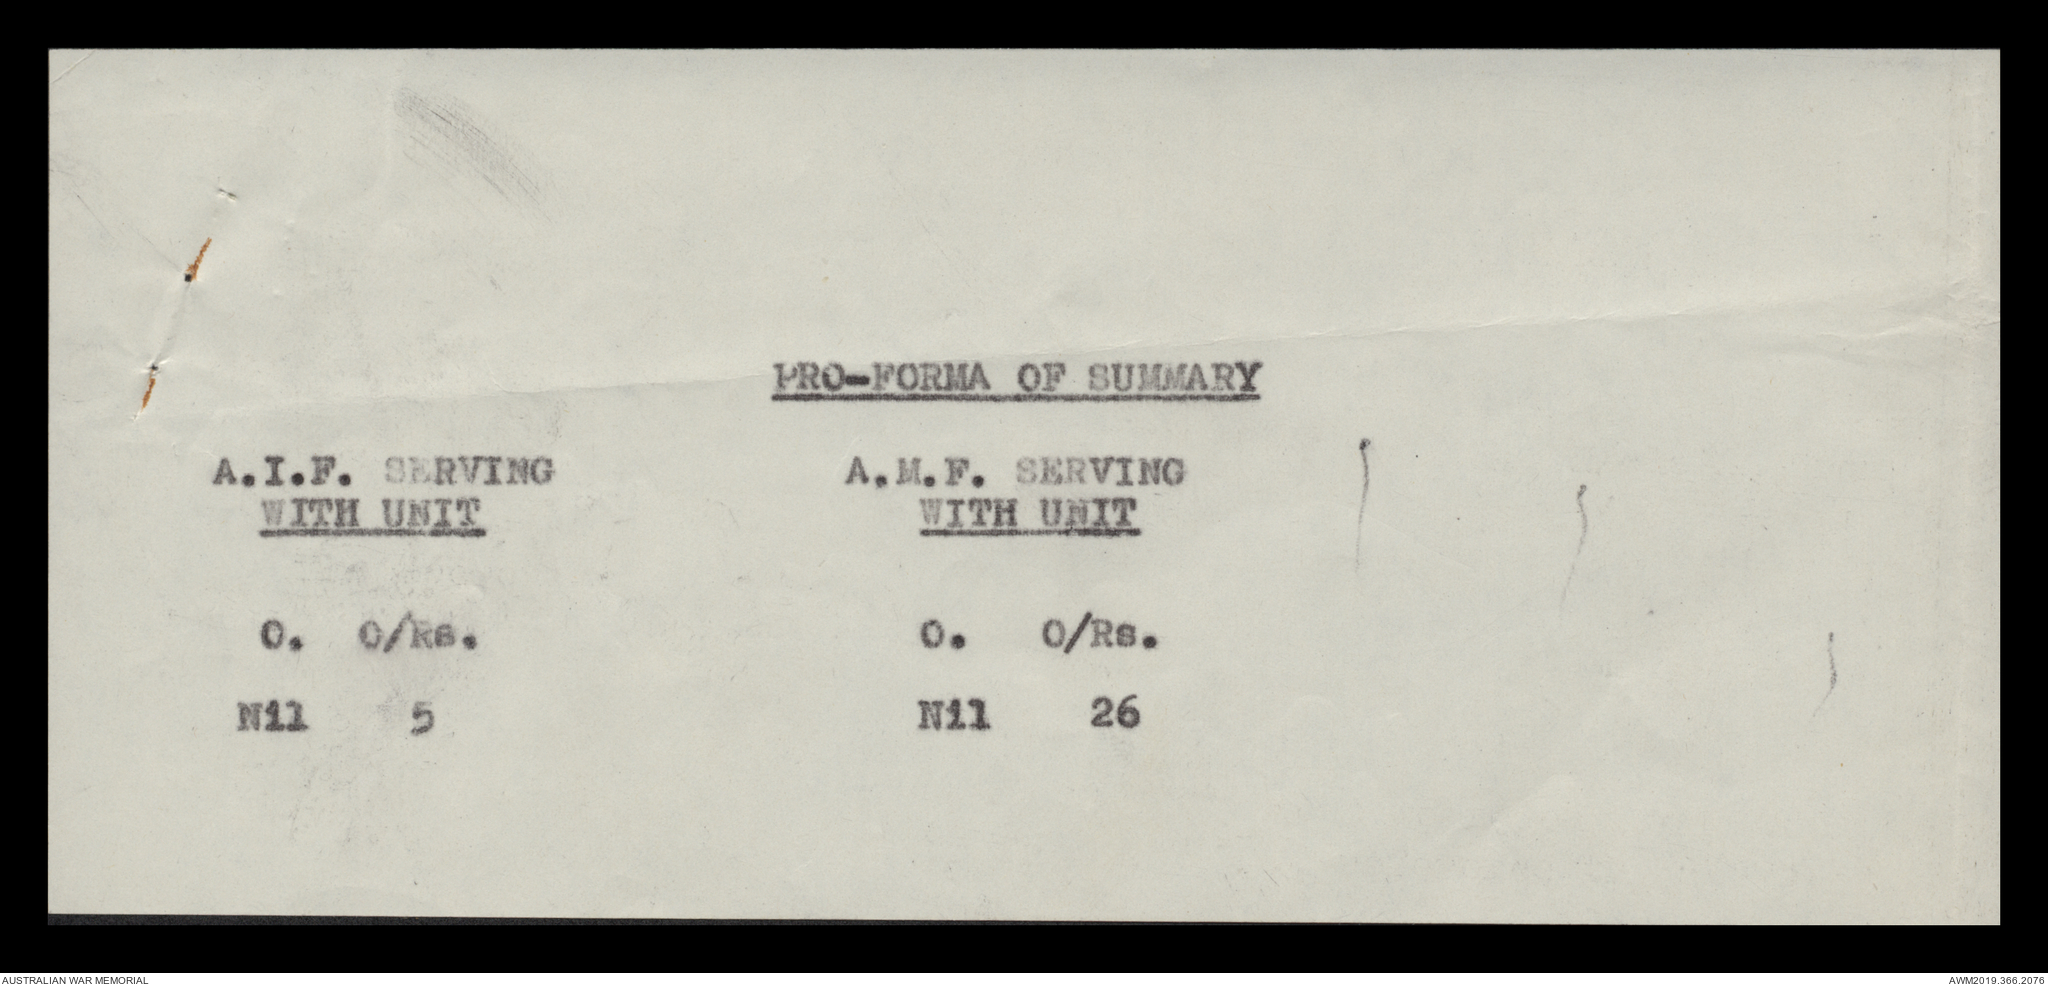 PRO-FORMA OF SUMMARY
A.I.F. SERVING A.M.F. SERVING
WITH UNIT WITH UNIT
O. O/Rs. O. O/Rs.
Nil 5 Nil 26
AUSTRALIAN WAR MEMORIAL AWM2019.366.2076